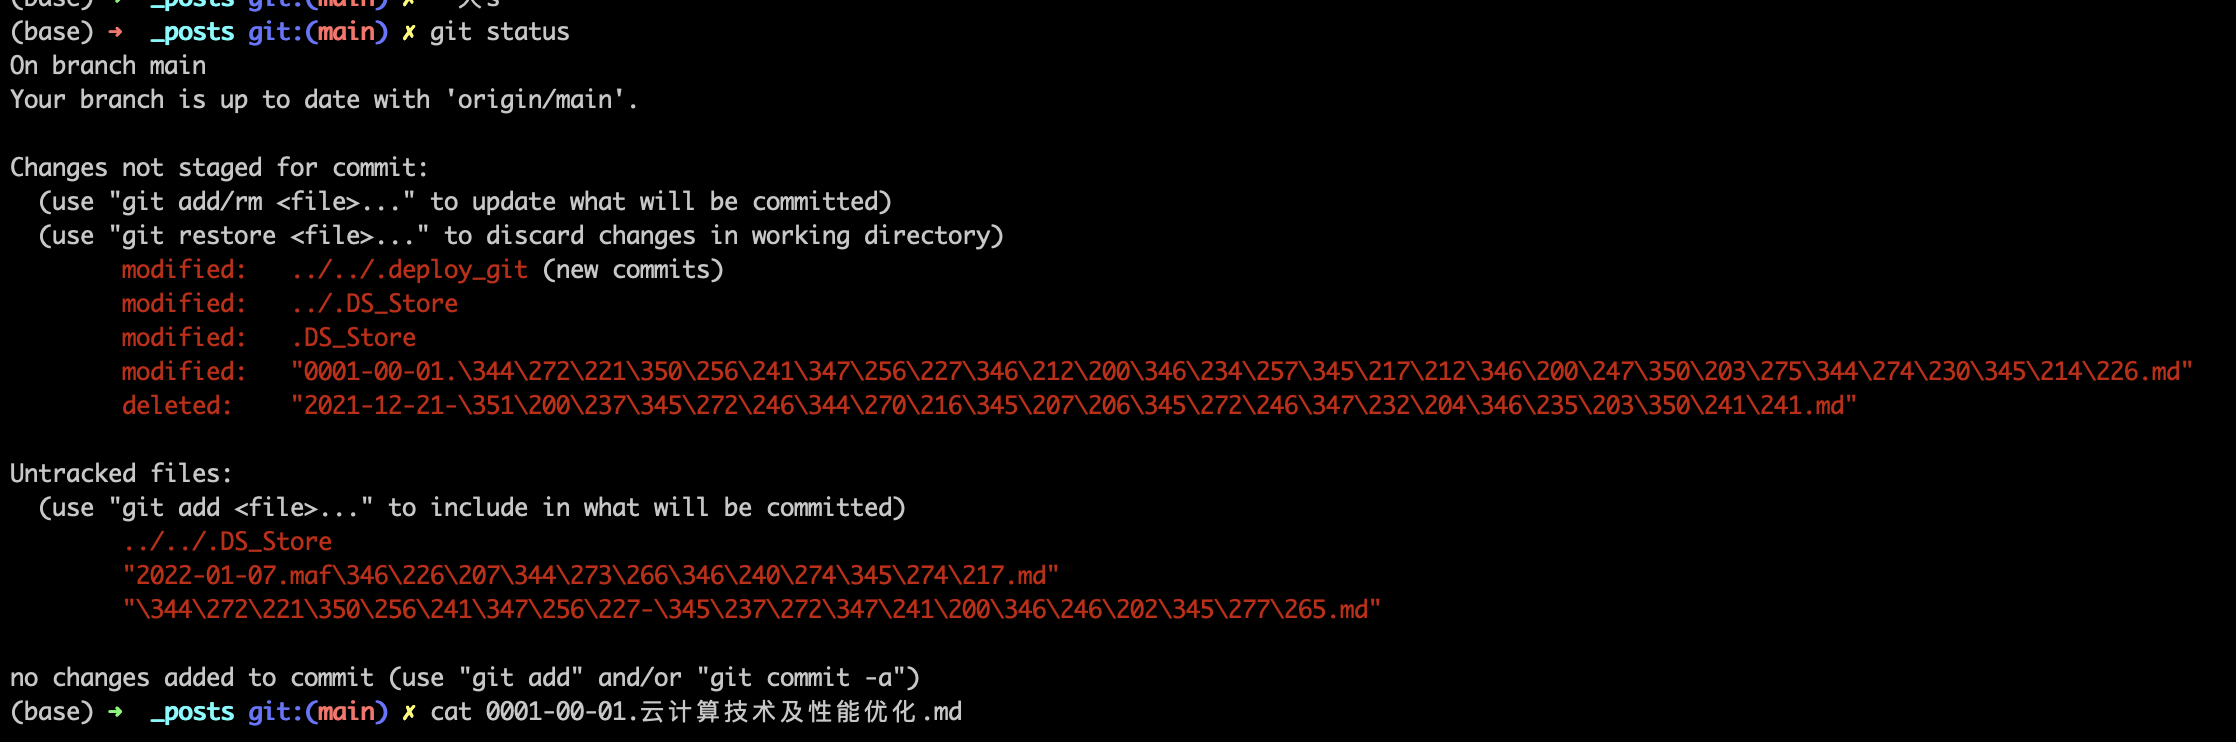 (base) ➜  _posts git:(main) ✗
(base) ➜  _posts git:(main) ✗ git status
On branch main
Your branch is up to date with 'origin/main'.
Changes not staged for commit:
  (use "git add/rm <file>..." to update what will be committed)
  (use "git restore <file>..." to discard changes in working directory)
        modified:   ../../.deploy_git (new commits)
        modified:   ../.DS_Store
        modified:   .DS_Store
        modified:   "0001-00-01.\344\272\221\350\256\241\347\256\227\346\212\200\346\234\257\345\217\212\346\200\247\350\203\275\344\274\230\345\214\226.md"
        deleted:    "2021-12-21-\351\200\237\345\272\246\344\270\216\345\207\206\345\272\246\347\232\204\346\235\203\350\241\241.md"
Untracked files:
  (use "git add <file>..." to include in what will be committed)
        ../../.DS_Store
        "2022-01-07.maf\346\226\207\344\273\266\346\240\274\345\274\217.md"
        "\344\272\221\350\256\241\347\256\227-\345\237\272\347\241\200\346\246\202\345\277\265.md"
no changes added to commit (use "git add" and/or "git commit -a")
(base) ➜  _posts git:(main) ✗ cat 0001-00-01.云计算技术及性能优化.md